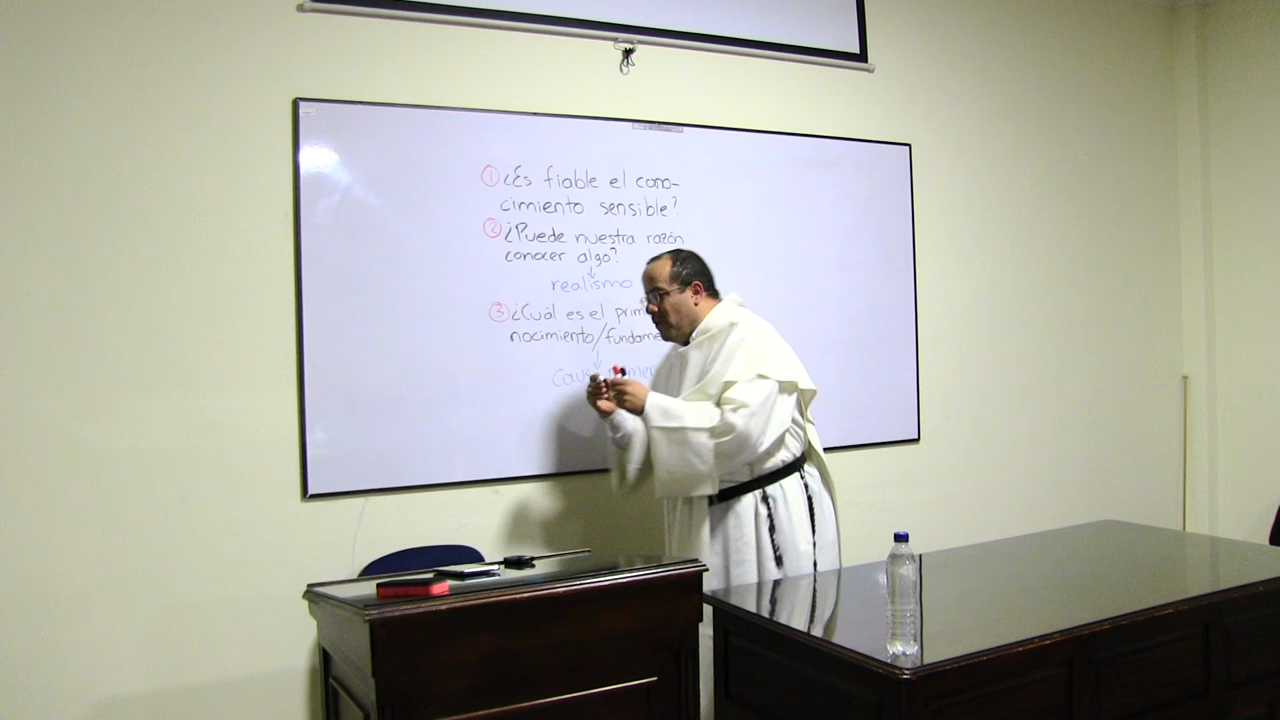 ① ¿Es fiable el cono-
cimiento sensible?
② ¿Puede nuestra razón
conocer algo?
realismo
③ ¿Cuál es el prim
nocimiento/fundame